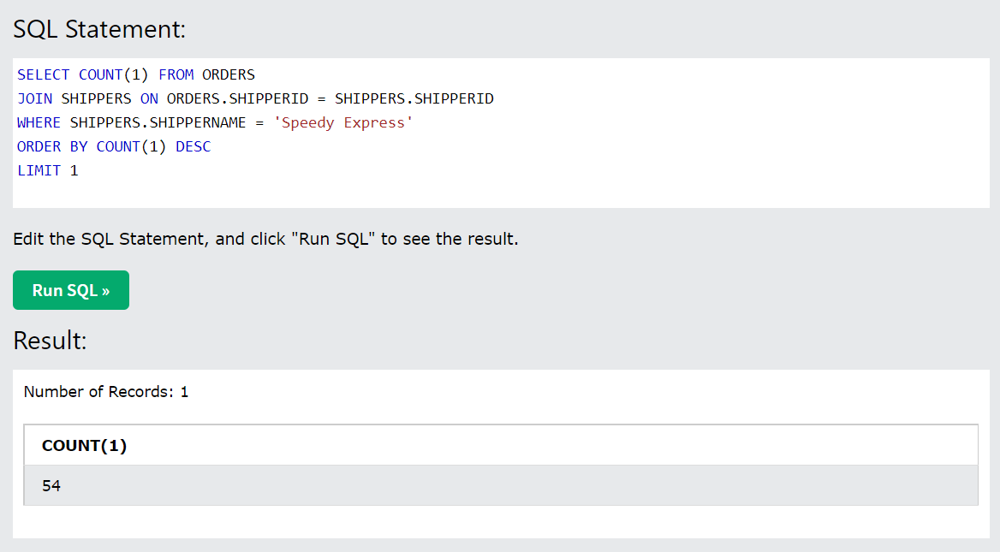 SQL Statement:
SELECT COUNT(1) FROM ORDERS
JOIN SHIPPERS ON ORDERS.SHIPPERID = SHIPPERS.SHIPPERID
WHERE SHIPPERS.SHIPPERNAME = 'Speedy Express'
ORDER BY COUNT(1) DESC
LIMIT 1
Edit the SQL Statement, and click "Run SQL" to see the result.
Run SQL »
Result:
Number of Records: 1
COUNT(1)
54